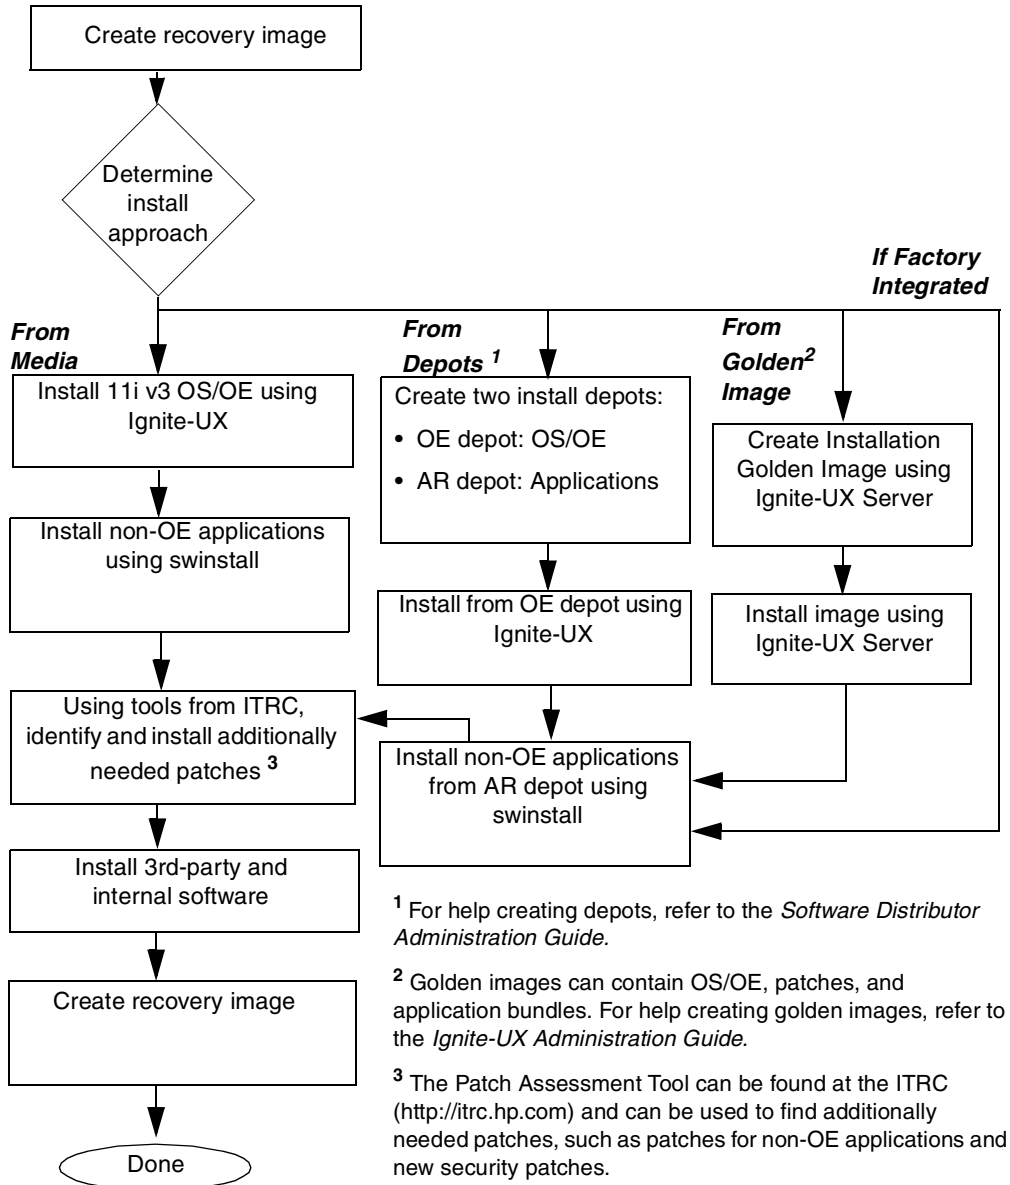 Create recovery image
Determine
install
approach
If Factory
Integrated
From
Media
From
Depots 1
From
Golden2
Image
Install 11i v3 OS/OE using
Ignite-UX
Create two install depots:
• OE depot: OS/OE
• AR depot: Applications
Create Installation
Golden Image using
Ignite-UX Server
Install non-OE applications
using swinstall
Install from OE depot using
Ignite-UX
Install image using
Ignite-UX Server
Using tools from ITRC,
identify and install additionally
needed patches 3
Install non-OE applications
from AR depot using
swinstall
Install 3rd-party and
internal software
Create recovery image
Done
1 For help creating depots, refer to the Software Distributor
Administration Guide.
2 Golden images can contain OS/OE, patches, and
application bundles. For help creating golden images, refer to
the Ignite-UX Administration Guide.
3 The Patch Assessment Tool can be found at the ITRC
(http://itrc.hp.com) and can be used to find additionally
needed patches, such as patches for non-OE applications and
new security patches.